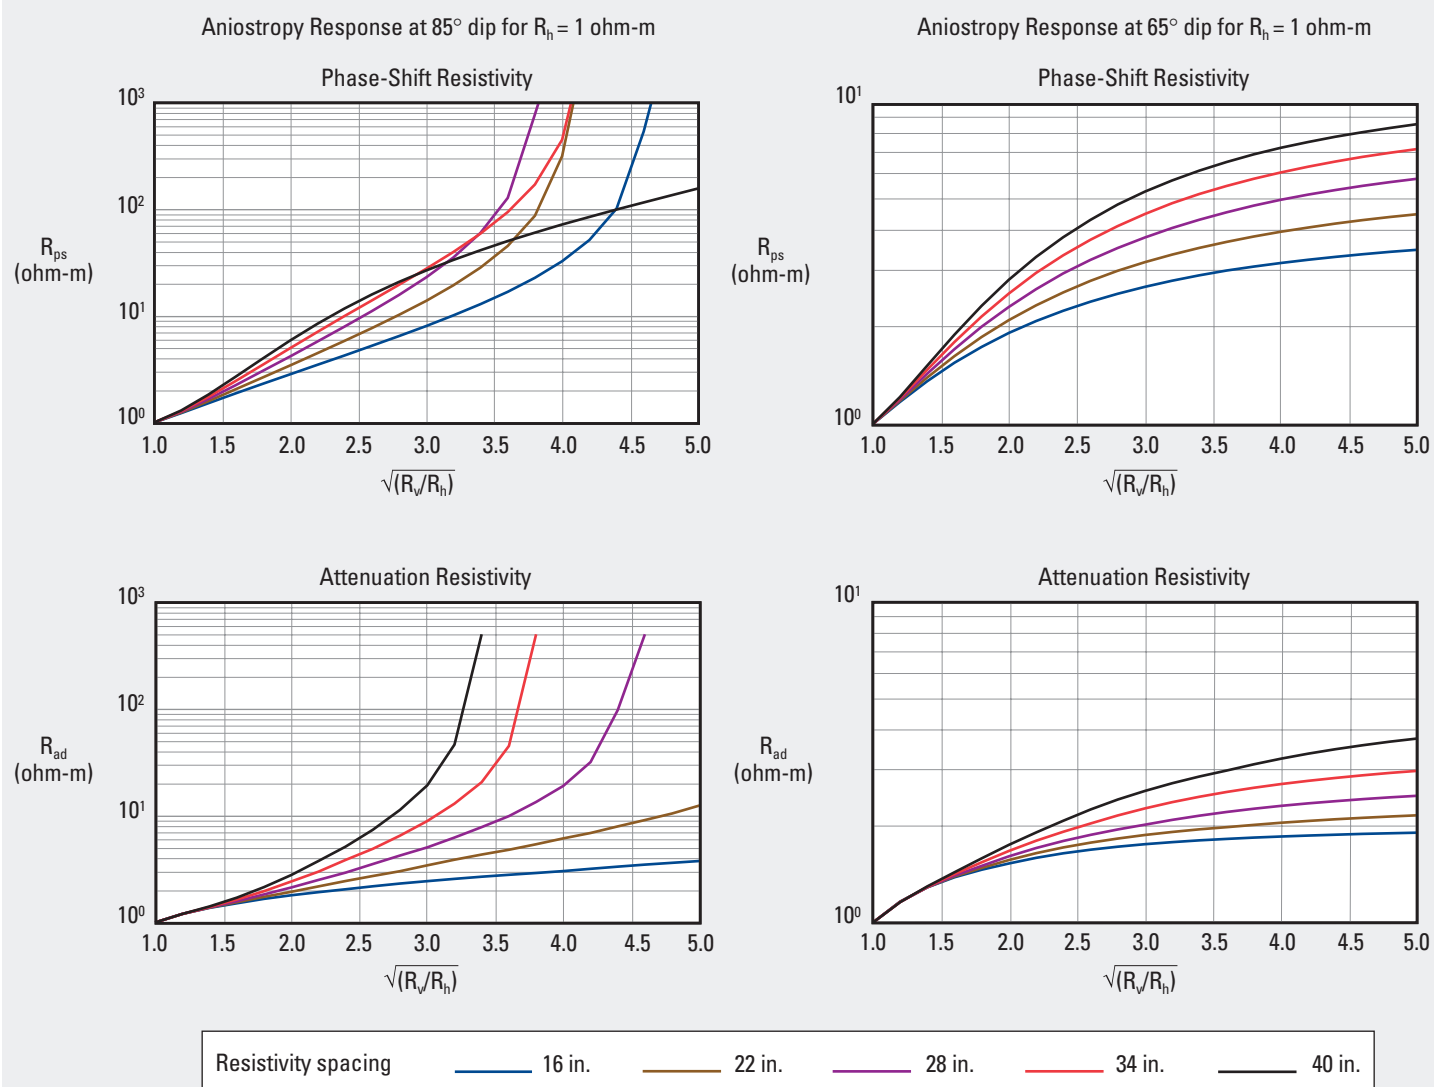 Aniostropy Response at 85° dip for Rh = 1 ohm-m
Phase-Shift Resistivity
10³
10²
10¹
10⁰
Rps
(ohm-m)
1.0 1.5 2.0 2.5 3.0 3.5 4.0 4.5 5.0
√(Rv/Rh)
Aniostropy Response at 65° dip for Rh = 1 ohm-m
Phase-Shift Resistivity
10¹
10⁰
Rps
(ohm-m)
1.0 1.5 2.0 2.5 3.0 3.5 4.0 4.5 5.0
√(Rv/Rh)
Attenuation Resistivity
10³
10²
10¹
10⁰
Rad
(ohm-m)
1.0 1.5 2.0 2.5 3.0 3.5 4.0 4.5 5.0
√(Rv/Rh)
Attenuation Resistivity
10¹
10⁰
Rad
(ohm-m)
1.0 1.5 2.0 2.5 3.0 3.5 4.0 4.5 5.0
√(Rv/Rh)
Resistivity spacing 16 in. 22 in. 28 in. 34 in. 40 in.